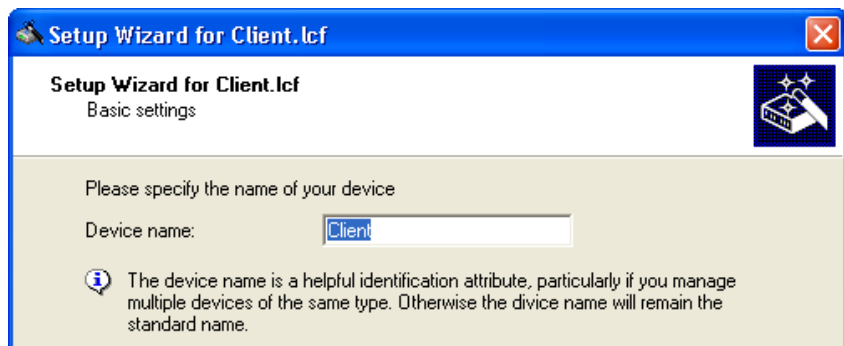 Setup Wizard for Client.lcf
Setup Wizard for Client.lcf
Basic settings
Please specify the name of your device
Device name:
Client
The device name is a helpful identification attribute, particularly if you manage
multiple devices of the same type. Otherwise the divice name will remain the
standard name.